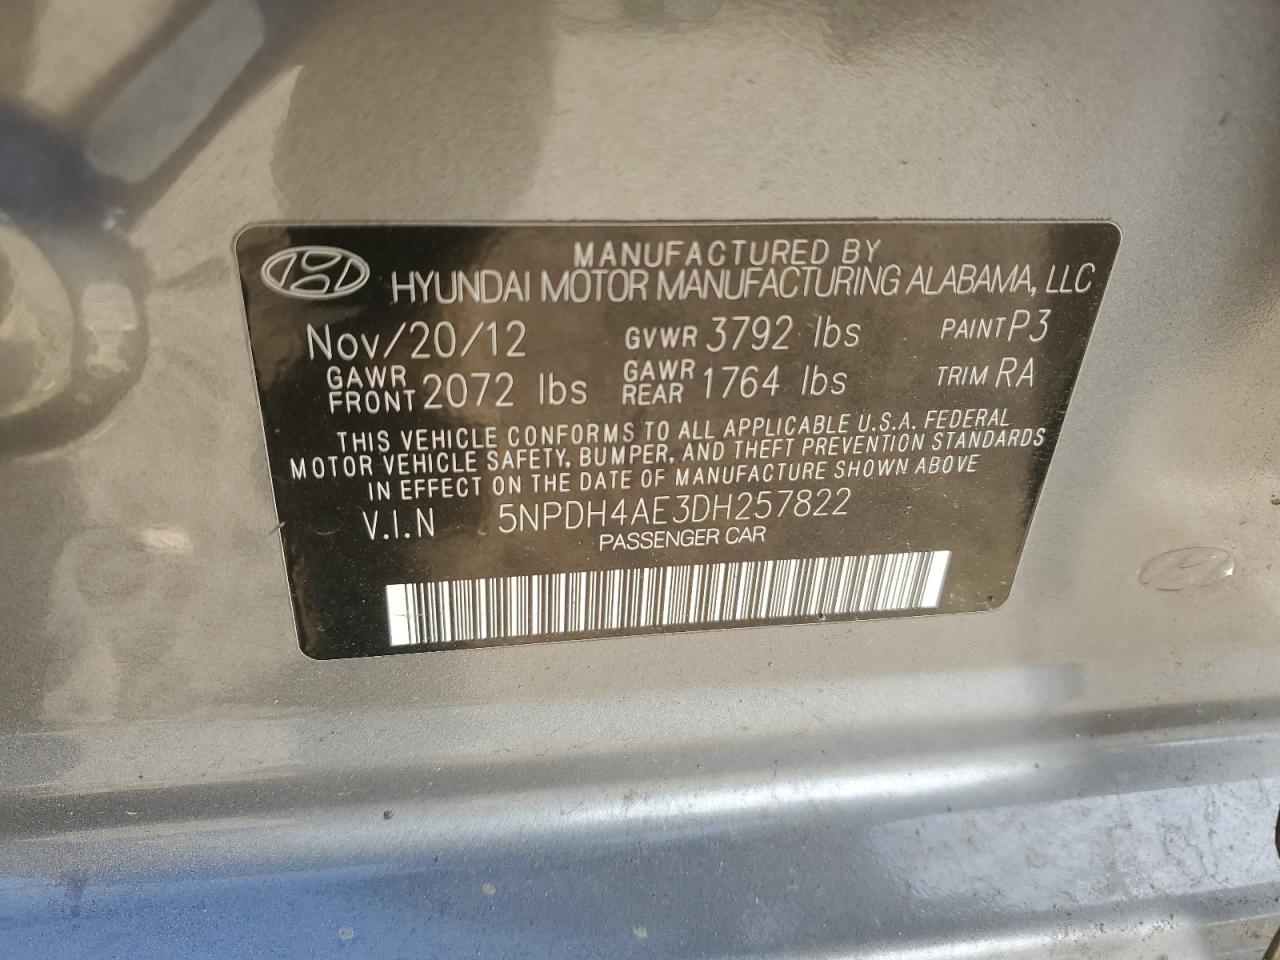 MANUFACTURED BY
HYUNDAI MOTOR MANUFACTURING ALABAMA, LLC
Nov/20/12 GVWR 3792 lbs PAINT P3
GAWR FRONT 2072 lbs GAWR REAR 1764 lbs TRIM RA
THIS VEHICLE CONFORMS TO ALL APPLICABLE U.S.A. FEDERAL
MOTOR VEHICLE SAFETY, BUMPER, AND THEFT PREVENTION STANDARDS
IN EFFECT ON THE DATE OF MANUFACTURE SHOWN ABOVE
V.I.N 5NPDH4AE3DH257822
PASSENGER CAR